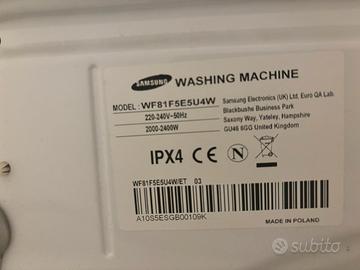 SAMSUNG WASHING MACHINE
MODEL: WF81F5E5U4W
220-240V~50Hz
2000-2400W
Samsung Electronics (UK) Ltd, Euro QA Lab.
Blackbushe Business Park
Saxony Way, Yateley, Hampshire
GU46 6GG United Kingdom
IPX4 CE
WF81F5E5U4W/ET 03
A10S5ESGB00109K
MADE IN POLAND
subito